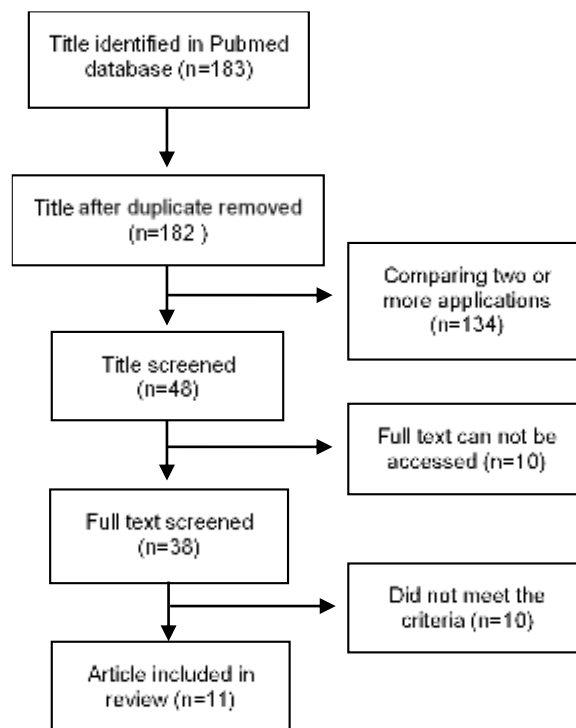 Title identified in Pubmed
database (n=183)
Title after duplicate removed
(n=182 )
Comparing two or
more applications
(n=134)
Title screened
(n=48)
Full text can not be
accessed (n=10)
Full text screened
(n=38)
Did not meet the
criteria (n=10)
Article included in
review (n=11)